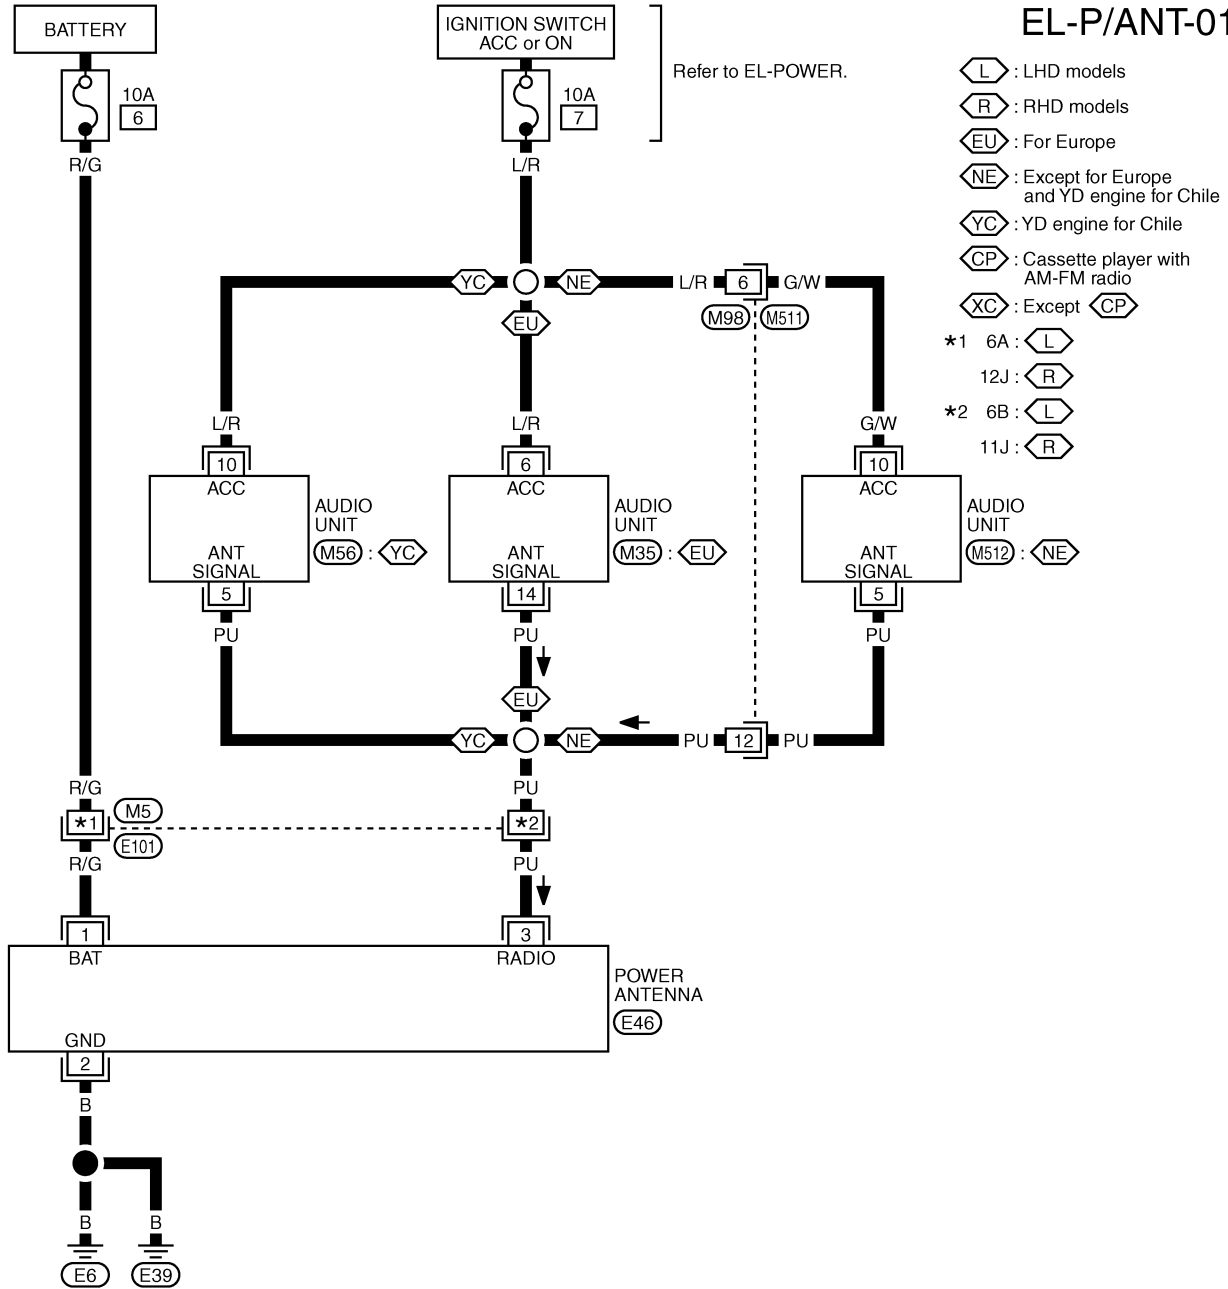 EL-P/ANT-01
BATTERY
IGNITION SWITCH
ACC or ON
Refer to EL-POWER.
10A
6
10A
7
R/G
L/R
L : LHD models
R : RHD models
EU : For Europe
NE : Except for Europe
and YD engine for Chile
YC : YD engine for Chile
CP : Cassette player with
AM-FM radio
XC : Except CP
*1 6A : L
12J : R
*2 6B : L
11J : R
YC NE L/R 6 G/W
EU
M98 M511
L/R L/R G/W
10 6 10
ACC ACC ACC
AUDIO
UNIT
M56 : YC
AUDIO
UNIT
M35 : EU
AUDIO
UNIT
M512 : NE
ANT
SIGNAL
ANT
SIGNAL
ANT
SIGNAL
5 14 5
PU PU PU
EU
YC NE PU 12 PU
R/G PU
*1 M5 *2
E101
R/G PU
1 3
BAT RADIO
POWER
ANTENNA
E46
GND
2
B
B B
E6 E39